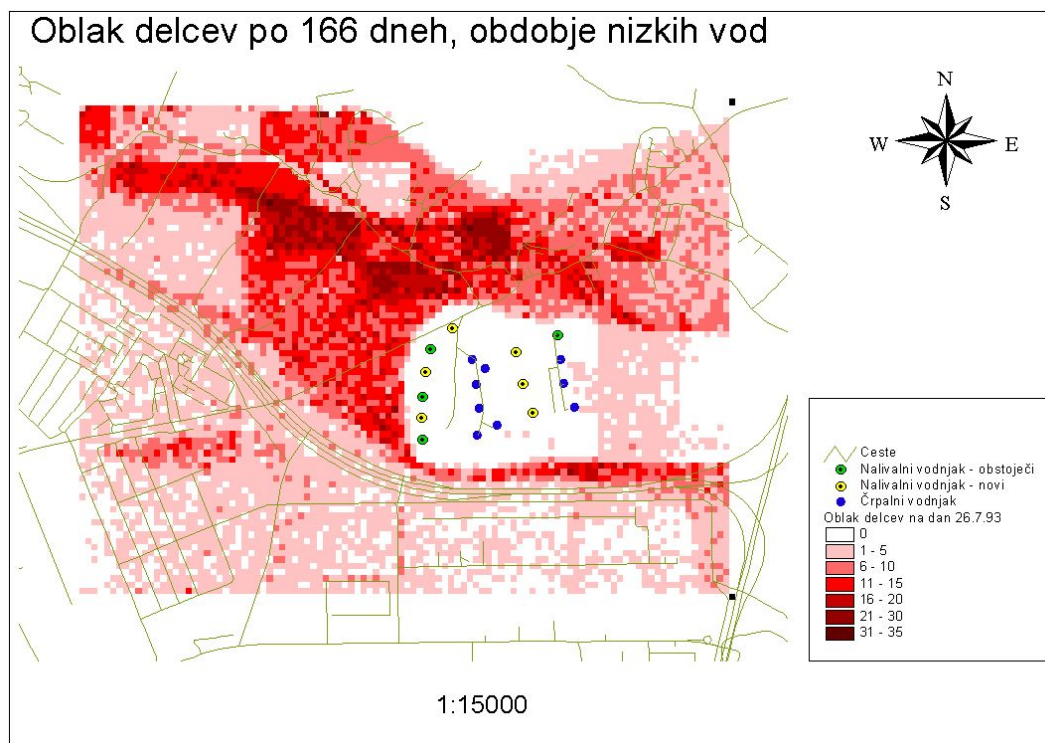 Oblak delcev po 166 dneh, obdobje nizkih vod
N
W E
S
Ceste
Nalivalni vodnjak - obstoječi
Nalivalni vodnjak - novi
Črpalni vodnjak
Oblak delcev na dan 26.7.93
0
1 - 5
6 - 10
11 - 15
16 - 20
21 - 30
31 - 35
1:15000